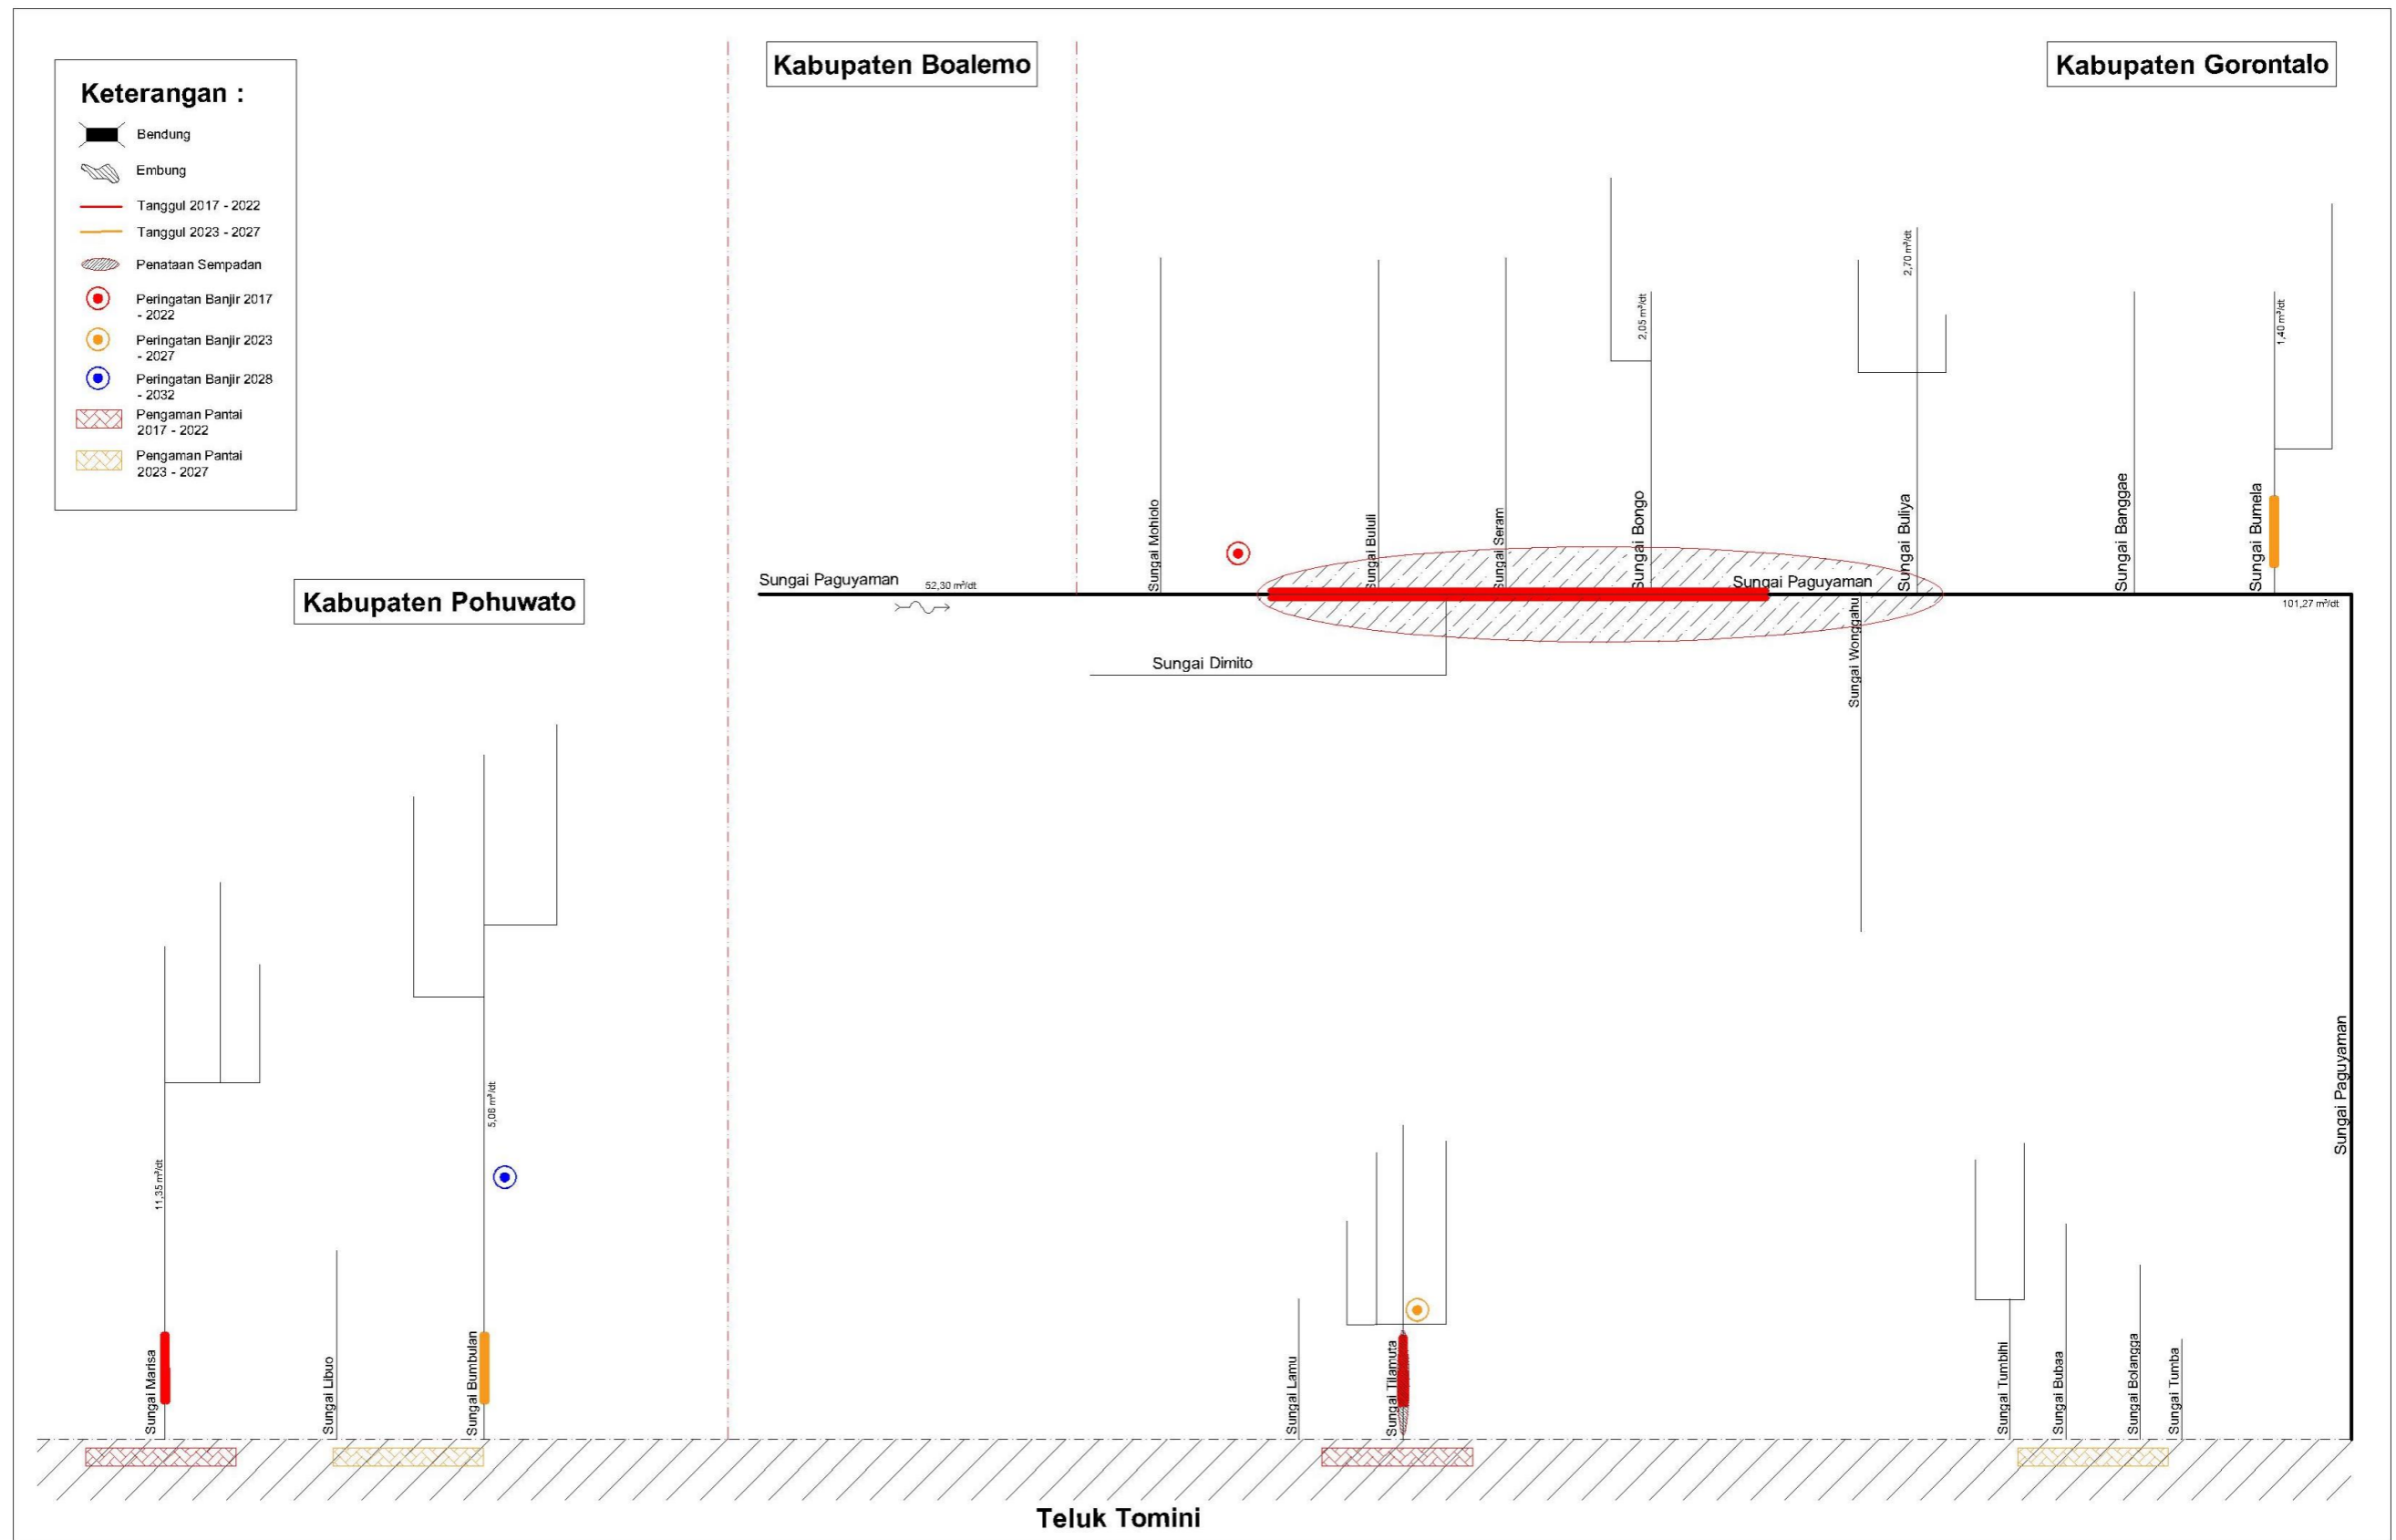 Kabupaten Boalemo
Kabupaten Gorontalo
Keterangan :
Bendung
Embung
Tanggul 2017 - 2022
Tanggul 2023 - 2027
Penataan Sempadan
Peringatan Banjir 2017
- 2022
Peringatan Banjir 2023
- 2027
Peringatan Banjir 2028
- 2032
Pengaman Pantai
2017 - 2022
Pengaman Pantai
2023 - 2027
2,05 m³/dt
2,70 m³/dt
1,40 m³/dt
Sungai Mohiolo
Sungai Bululi
Sungai Seram
Sungai Bongo
Sungai Buliya
Sungai Banggae
Sungai Bumela
Sungai Paguyaman
52,30 m³/dt
Sungai Paguyaman
101,27 m³/dt
Kabupaten Pohuwato
Sungai Dimito
Sungai Wonggahu
Sungai Paguyaman
11,35 m³/dt
5,06 m³/dt
Sungai Marisa
Sungai Libuo
Sungai Bumbulan
Sungai Lamu
Sungai Tilamuta
Sungai Tumbihi
Sungai Bubaa
Sungai Bolangga
Sungai Tumba
Teluk Tomini